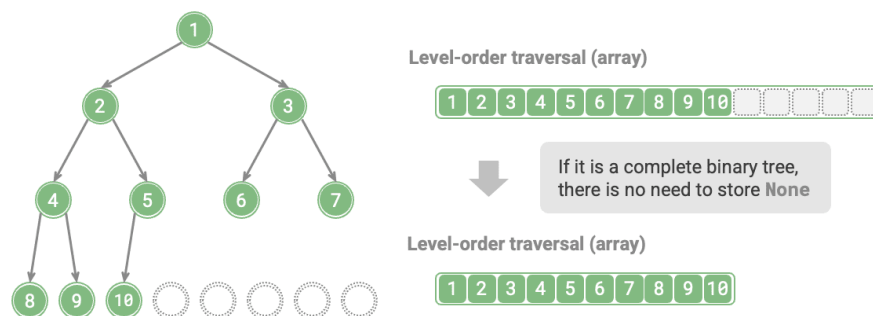 1
2 3
4 5 6 7
8 9 10
Level-order traversal (array)
1 2 3 4 5 6 7 8 9 10
If it is a complete binary tree,
there is no need to store None
Level-order traversal (array)
1 2 3 4 5 6 7 8 9 10